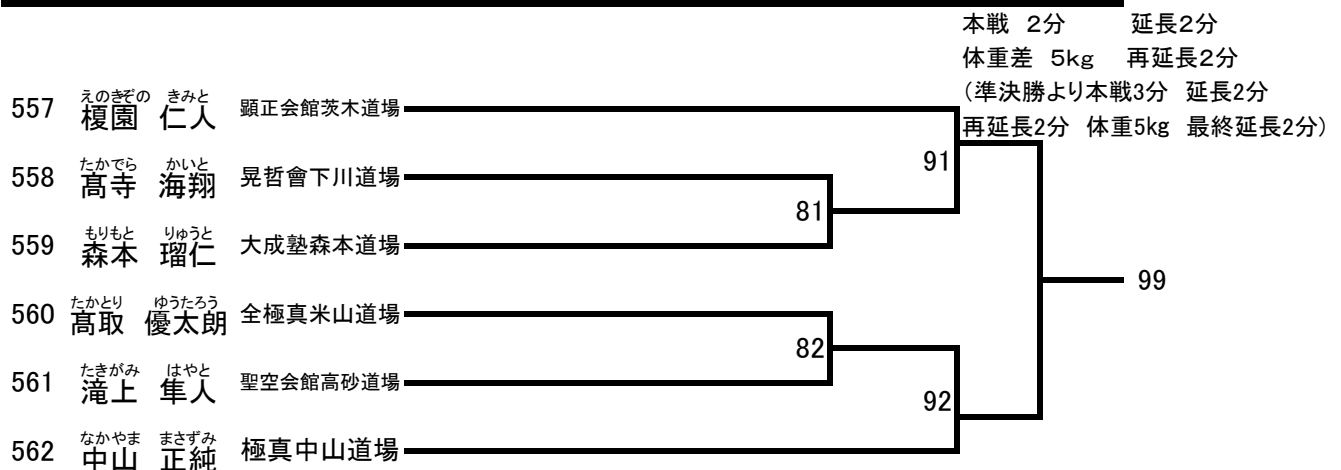 本戦 2分 延長2分
体重差 5kg 再延長2分
(準決勝より本戦3分 延長2分
再延長2分 体重5kg 最終延長2分)
えのきぞの きみと
557 榎園 仁人 顕正会館茨木道場
91
たかでら かいと
558 髙寺 海翔 晃哲會下川道場
81
もりもと りゅうと
559 森本 瑠仁 大成塾森本道場
99
たかとり ゆうたろう
560 髙取 優太朗 全極真米山道場
82
たきがみ はやと
561 滝上 隼人 聖空会館高砂道場
92
なかやま まさずみ
562 中山 正純 極真中山道場